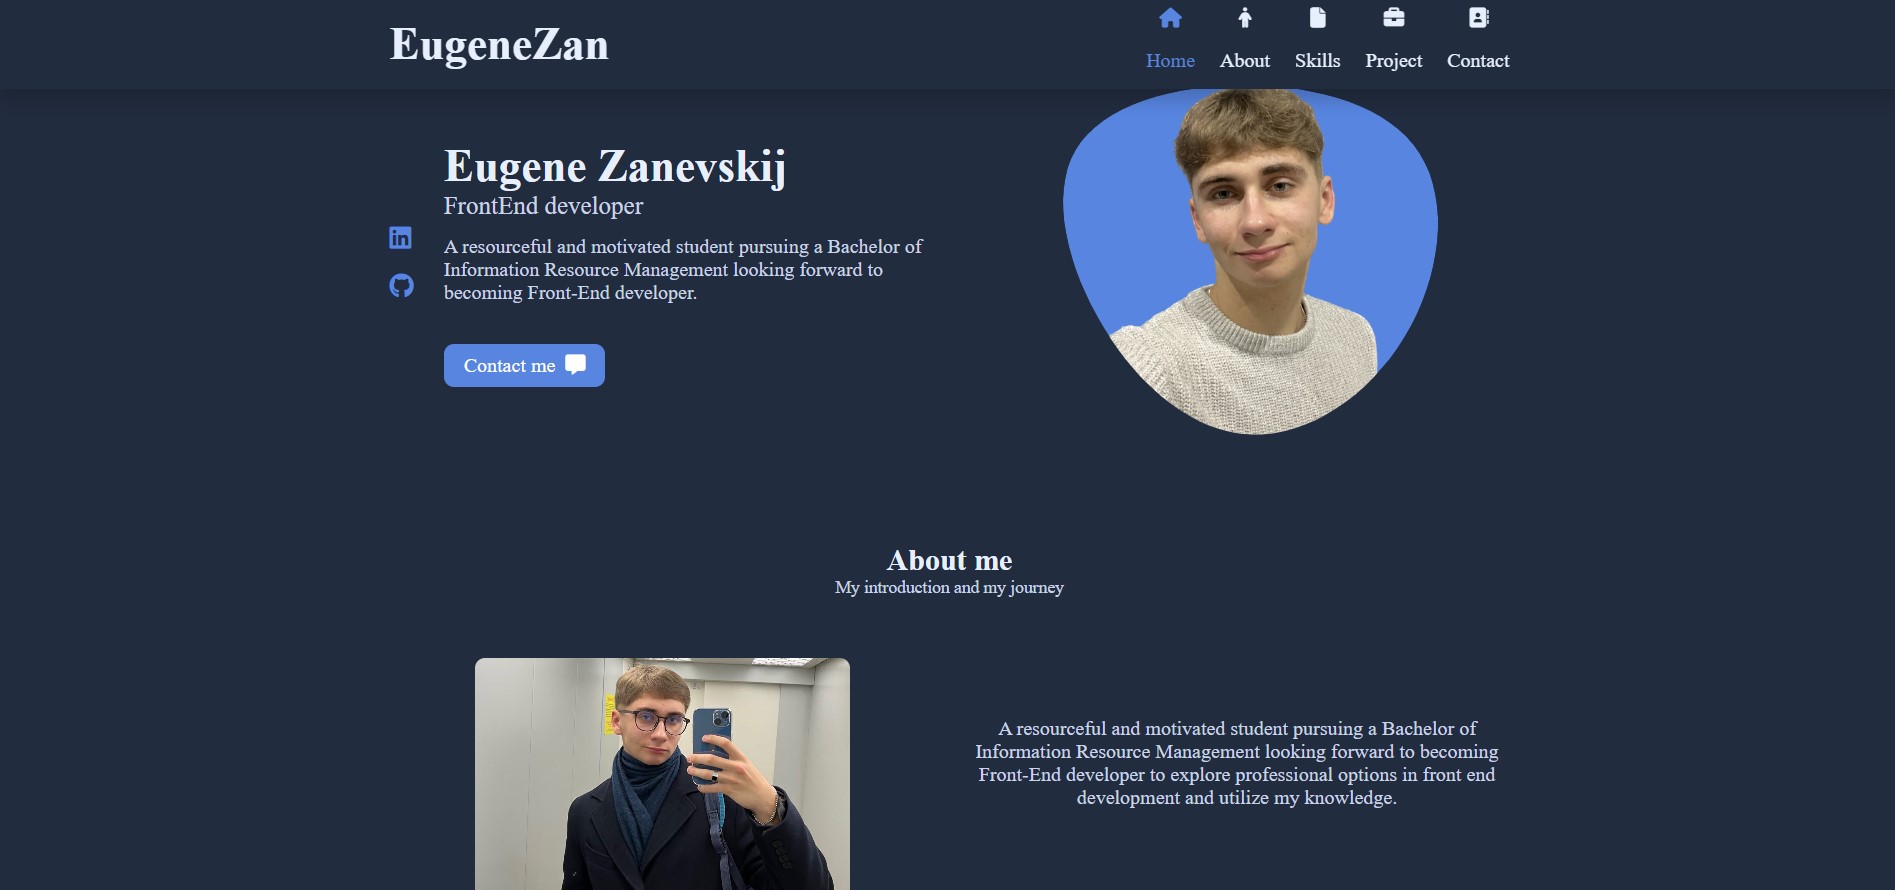 EugeneZan
Home About Skills Project Contact
Eugene Zanevskij
FrontEnd developer
A resourceful and motivated student pursuing a Bachelor of
Information Resource Management looking forward to
becoming Front-End developer.
Contact me
About me
My introduction and my journey
A resourceful and motivated student pursuing a Bachelor of
Information Resource Management looking forward to becoming
Front-End developer to explore professional options in front end
development and utilize my knowledge.